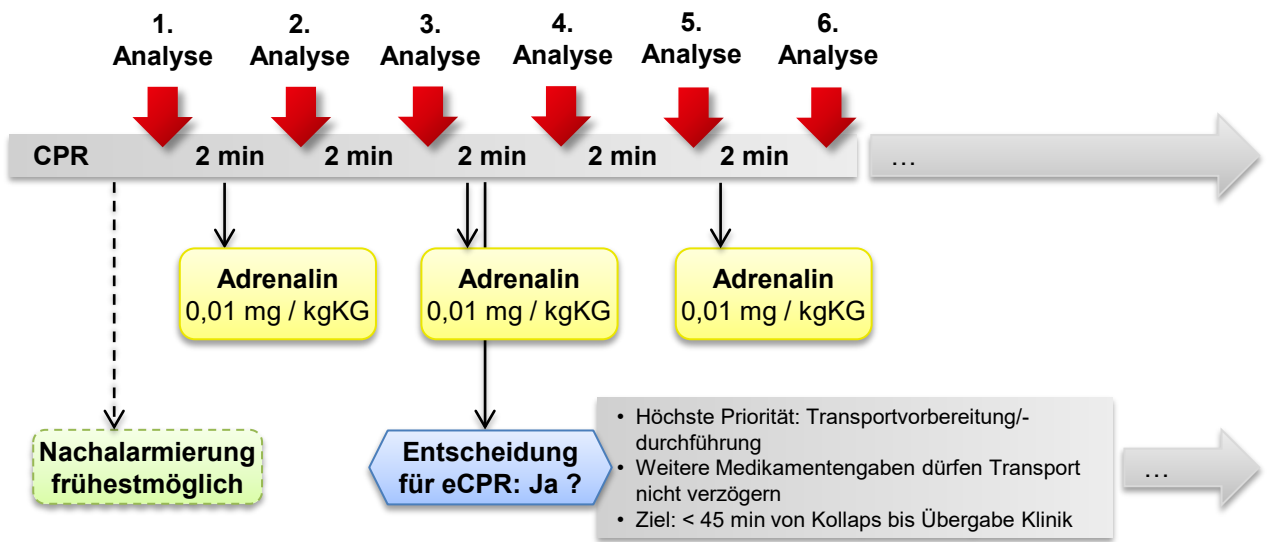 1.
Analyse
2.
Analyse
3.
Analyse
4.
Analyse
5.
Analyse
6.
Analyse
CPR
2 min
2 min
2 min
2 min
2 min
…
Adrenalin
0,01 mg / kgKG
Adrenalin
0,01 mg / kgKG
Adrenalin
0,01 mg / kgKG
Nachalarmierung
frühestmöglich
Entscheidung
für eCPR: Ja ?
• Höchste Priorität: Transportvorbereitung/-
durchführung
• Weitere Medikamentengaben dürfen Transport
nicht verzögern
• Ziel: < 45 min von Kollaps bis Übergabe Klinik
…